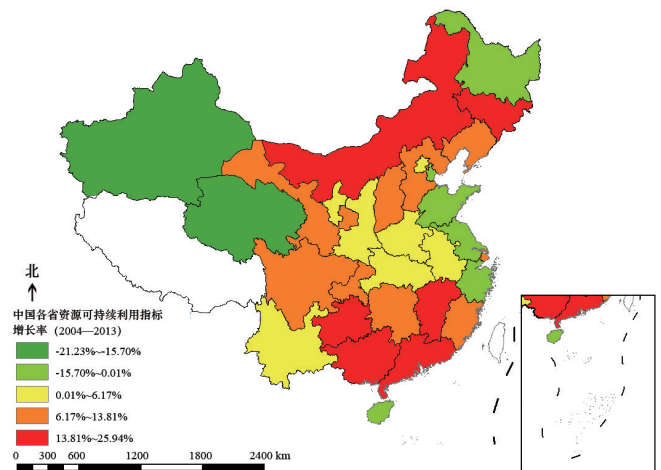 北
中国各省资源可持续利用指标
增长率 (2004—2013)
-21.23%~-15.70%
-15.70%~0.01%
0.01%~6.17%
6.17%~13.81%
13.81%~25.94%
0 300 600 1200 1800 2400 km